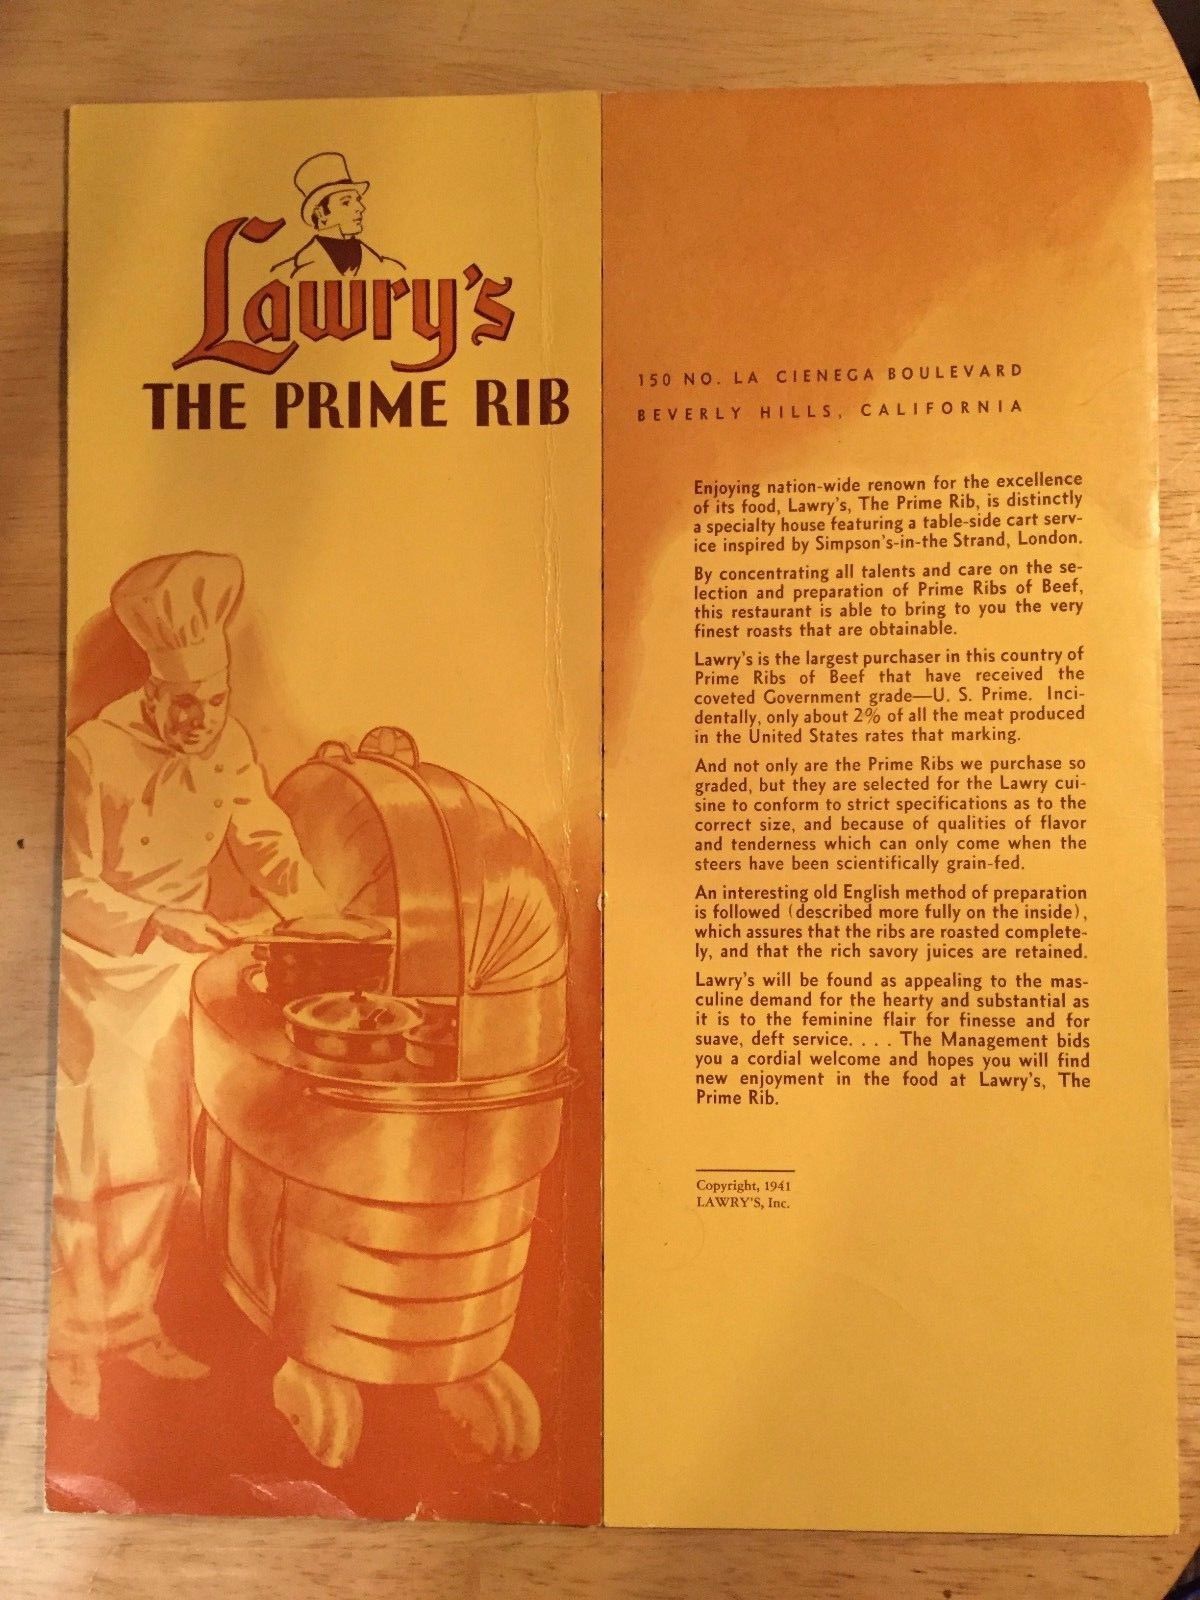 Lawry's
THE PRIME RIB
150 NO. LA CIENEGA BOULEVARD
BEVERLY HILLS, CALIFORNIA
Enjoying nation-wide renown for the excellence
of its food, Lawry's, The Prime Rib, is distinctly
a specialty house featuring a table-side cart serv-
ice inspired by Simpson's-in-the Strand, London.
By concentrating all talents and care on the se-
lection and preparation of Prime Ribs of Beef,
this restaurant is able to bring to you the very
finest roasts that are obtainable.
Lawry's is the largest purchaser in this country of
Prime Ribs of Beef that have received the
coveted Government grade—U. S. Prime. Inci-
dentally, only about 2% of all the meat produced
in the United States rates that marking.
And not only are the Prime Ribs we purchase so
graded, but they are selected for the Lawry cui-
sine to conform to strict specifications as to the
correct size, and because of qualities of flavor
and tenderness which can only come when the
steers have been scientifically grain-fed.
An interesting old English method of preparation
is followed (described more fully on the inside),
which assures that the ribs are roasted complete-
ly, and that the rich savory juices are retained.
Lawry's will be found as appealing to the mas-
culine demand for the hearty and substantial as
it is to the feminine flair for finesse and for
suave, deft service. . . . The Management bids
you a cordial welcome and hopes you will find
new enjoyment in the food at Lawry's, The
Prime Rib.
Copyright, 1941
LAWRY'S, Inc.